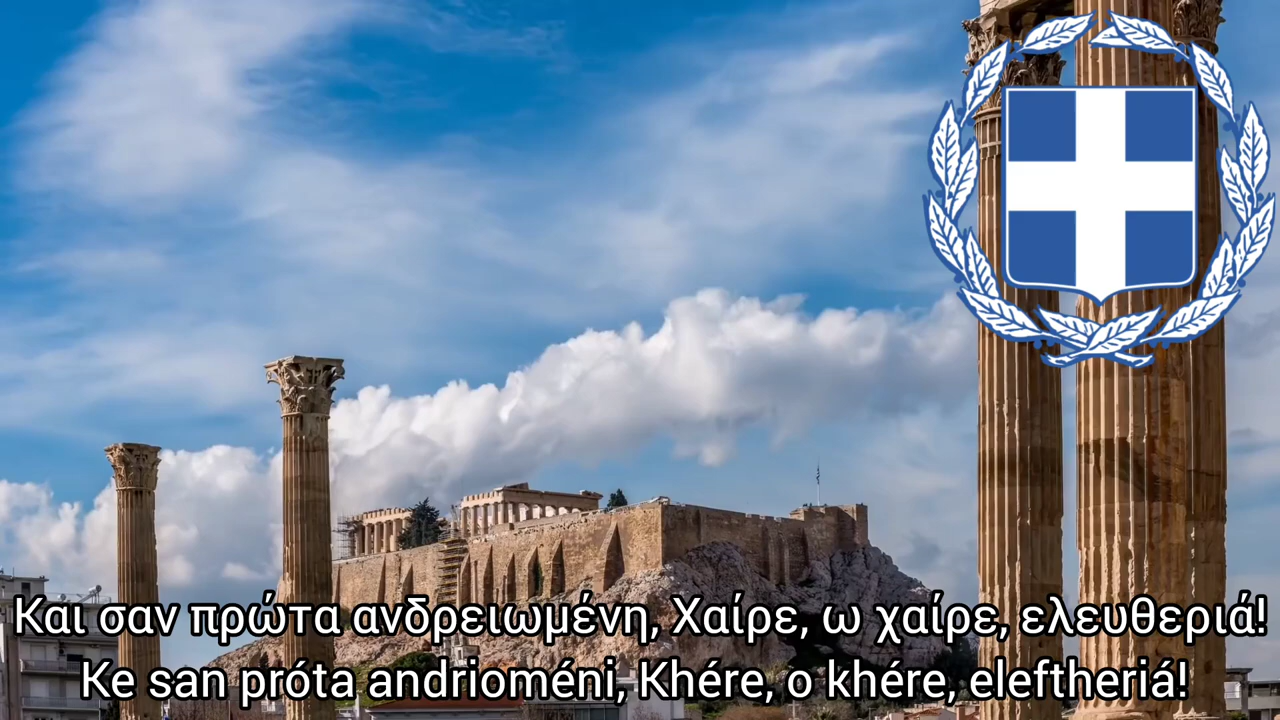 Και σαν πρώτα ανδρειωμένη, Χαίρε, ω χαίρε, ελευθεριά!
Ke san próta andrioméni, Khére, o khére, eleftheriá!